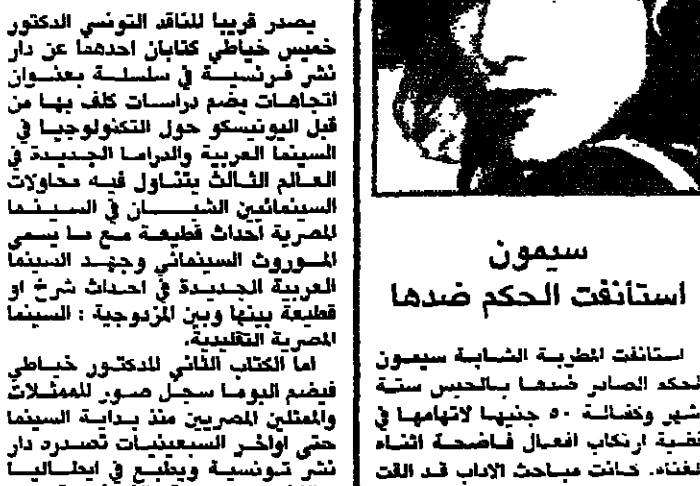 يصدر قريبا للناقد التونسي الدكتور
خميس خياطي كتابان احدهما عن دار
نشر فرنسية في سلسلة بعنوان
اتجاهات يضم دراسات كلف بها من
قبل اليونيسكو حول التكنولوجيا في
السينما العربية والدراما الجديدة في
العالم الثالث يتناول فيه محاولات
السينمائيين الشبان في السينما
المصرية احداث قطيعة مع ما يسمى
الموروث السينمائي وجهد السينما
العربية الجديدة في احداث شرخ او
قطيعة بينها وبين المزدوجية : السينما
المصرية التقليدية.
اما الكتاب الثاني للدكتور خياطي
فيضم البوما سجل صور للممثلات
والممثلين المصريين منذ بداية السينما
حتى اواخر السبعينيات تصدره دار
نشر تونسية ويطبع في ايطاليا
سيمون
استأنفت الحكم ضدها
استانفت المطربة الشابة سيمون
لحكم الصادر ضدها بالحبس ستة
شهر وكفالة ٥٠ جنيها لاتهامها في
قضية ارتكاب افعال فاضحة اثناء
لغناء. كانت مباحث الاداب قد القت